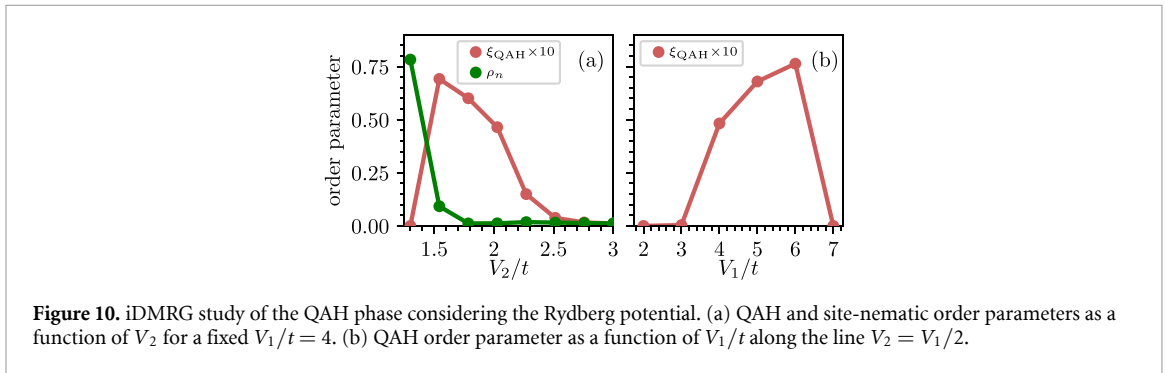 ξQAH×10
ρn
(a)
ξQAH×10
(b)
order parameter
0.75
0.50
0.25
0.00
1.5 2 2.5 3
V2/t
2 3 4 5 6 7
V1/t
Figure 10. iDMRG study of the QAH phase considering the Rydberg potential. (a) QAH and site-nematic order parameters as a
function of V2 for a fixed V1/t = 4. (b) QAH order parameter as a function of V1/t along the line V2 = V1/2.